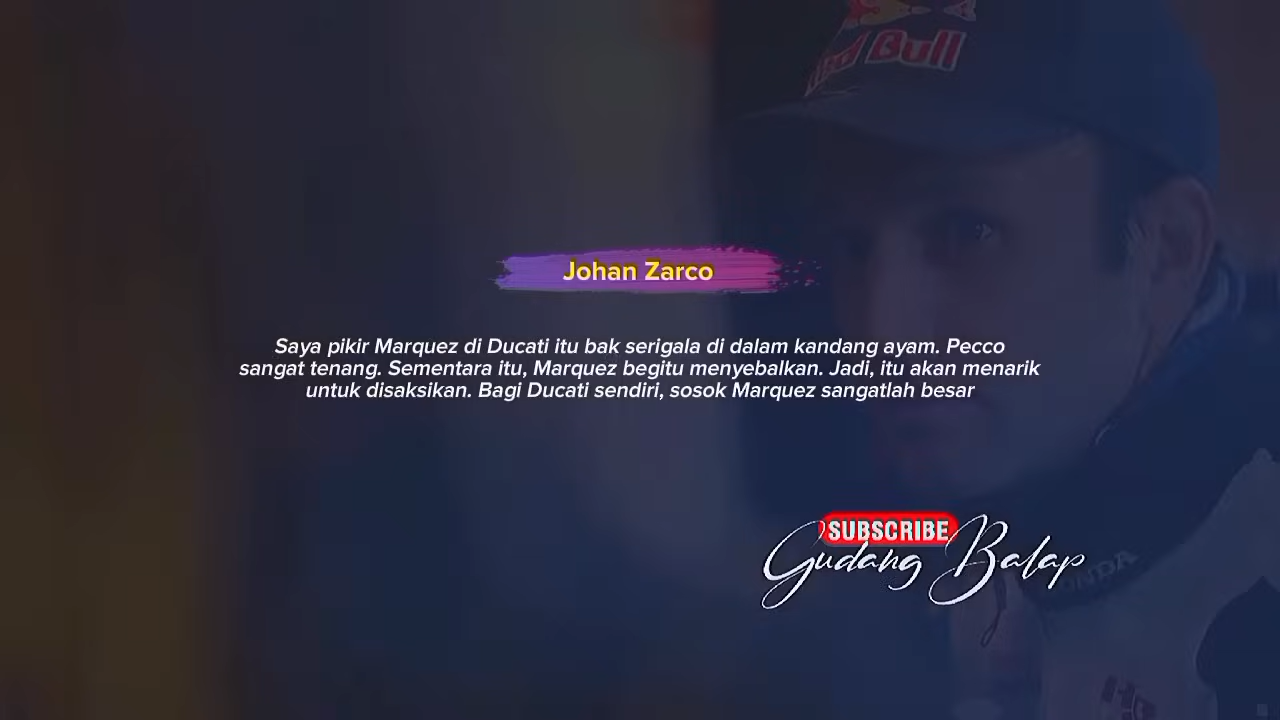 Red Bull
Johan Zarco
Saya pikir Marquez di Ducati itu bak serigala di dalam kandang ayam. Pecco
sangat tenang. Sementara itu, Marquez begitu menyebalkan. Jadi, itu akan menarik
untuk disaksikan. Bagi Ducati sendiri, sosok Marquez sangatlah besar
SUBSCRIBE
Gudang Balap